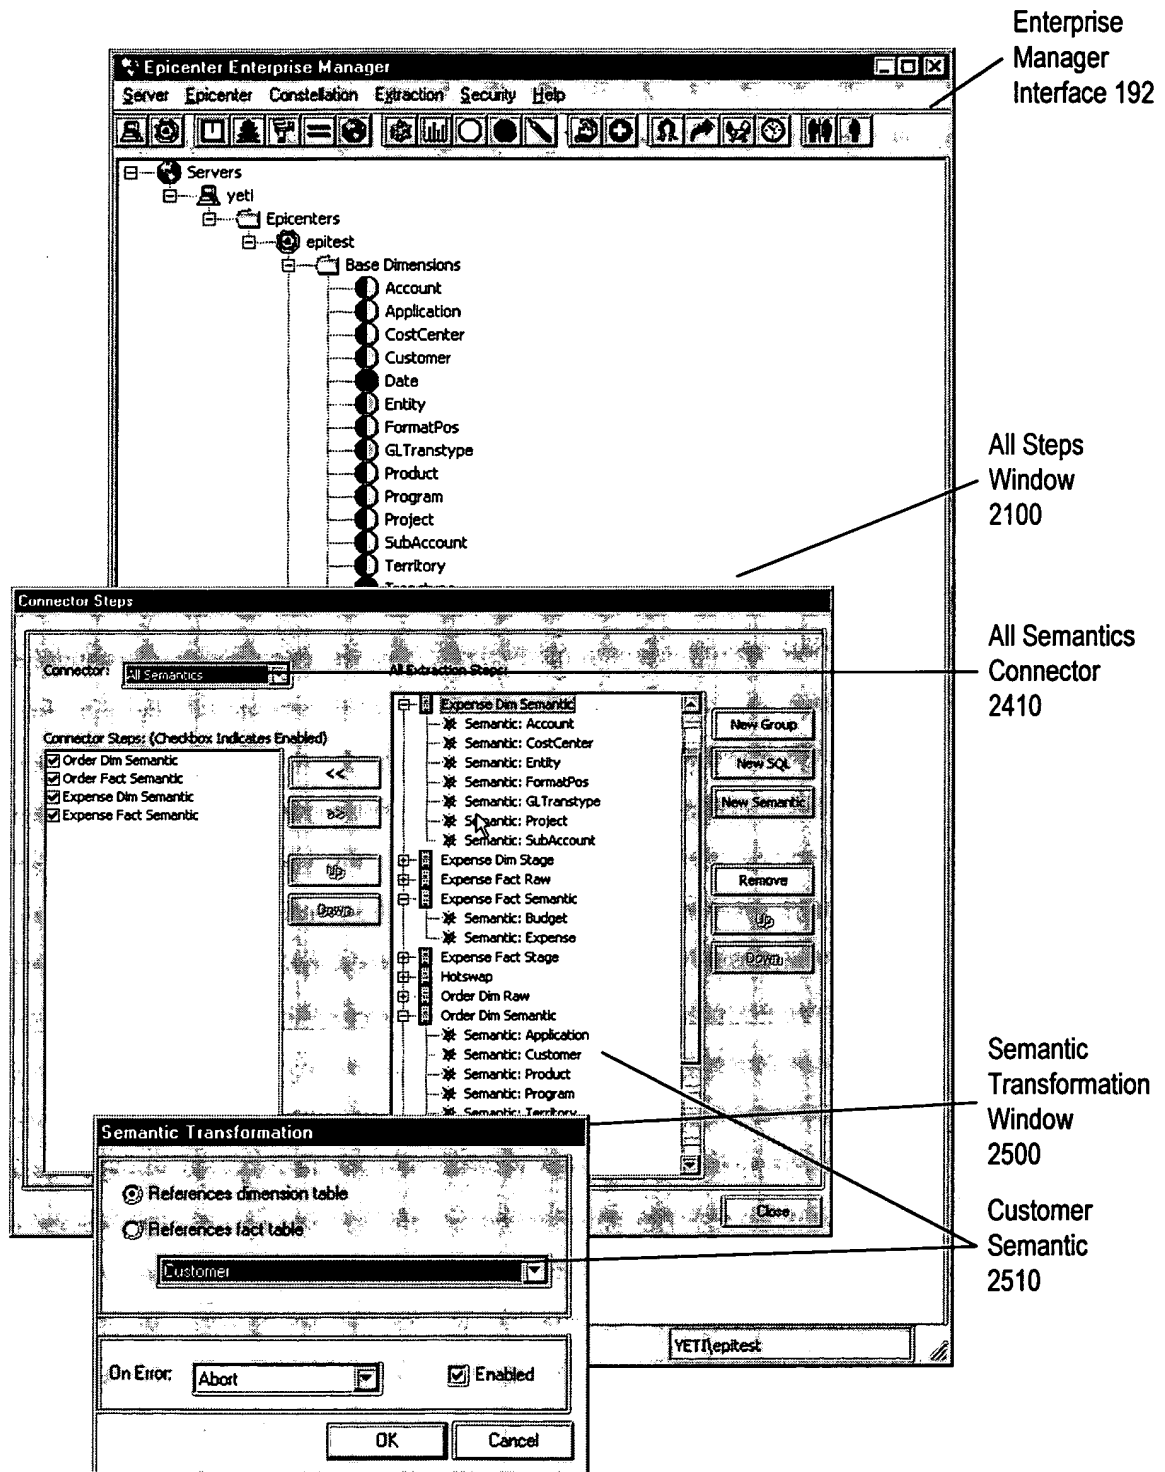 Enterprise
Manager
Interface 192
Epicenter Enterprise Manager
Server Epicenter Constellation Extraction Security Help
Servers
yeti
Epicenters
epitest
Base Dimensions
Account
Application
CostCenter
Customer
Date
Entity
FormatPos
GLTranstype
Product
Program
Project
SubAccount
Territory
All Steps
Window
2100
Connector Steps
Connector: All Semantics
All Extraction Steps:
All Semantics
Connector
2410
Connector Steps: (Checkbox Indicates Enabled)
Order Dim Semantic
Order Fact Semantic
Expense Dim Semantic
Expense Fact Semantic
<<
>>
Up
Down
Expense Dim Semantic
Semantic: Account
Semantic: CostCenter
Semantic: Entity
Semantic: FormatPos
Semantic: GLTranstype
Semantic: Project
Semantic: SubAccount
Expense Dim Stage
Expense Fact Raw
Expense Fact Semantic
Semantic: Budget
Semantic: Expense
Expense Fact Stage
Hotswap
Order Dim Raw
Order Dim Semantic
Semantic: Application
Semantic: Customer
Semantic: Product
Semantic: Program
Semantic: Territory
New Group
New SQL
New Semantic
Remove
Up
Down
Close
Semantic
Transformation
Window
2500
Customer
Semantic
2510
Semantic Transformation
References dimension table
References fact table
Customer
On Error: Abort
Enabled
OK Cancel
YETI\epitest